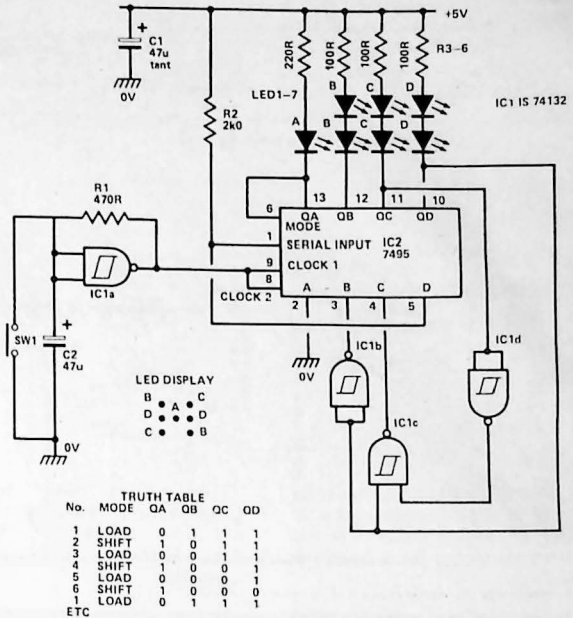 +5V
C1
47u
tant
0V
R2
2k0
220R
100R
100R
100R
R3-6
LED1-7
A
B
B
C
C
D
D
IC1 IS 74132
13
12
11
10
QA
QB
QC
QD
6
MODE
1
SERIAL INPUT
IC2
7495
9
CLOCK 1
8
CLOCK 2
A
B
C
D
2
3
4
5
0V
R1
470R
IC1a
SW1
+
C2
47u
0V
IC1b
IC1c
IC1d
LED DISPLAY
B C
D A D
C B
TRUTH TABLE
No. MODE QA QB QC QD
1 LOAD 0 1 1 1
2 SHIFT 1 0 1 1
3 LOAD 0 0 1 1
4 SHIFT 1 0 0 1
5 LOAD 0 0 0 1
6 SHIFT 1 0 0 0
1 LOAD 0 1 1 1
ETC